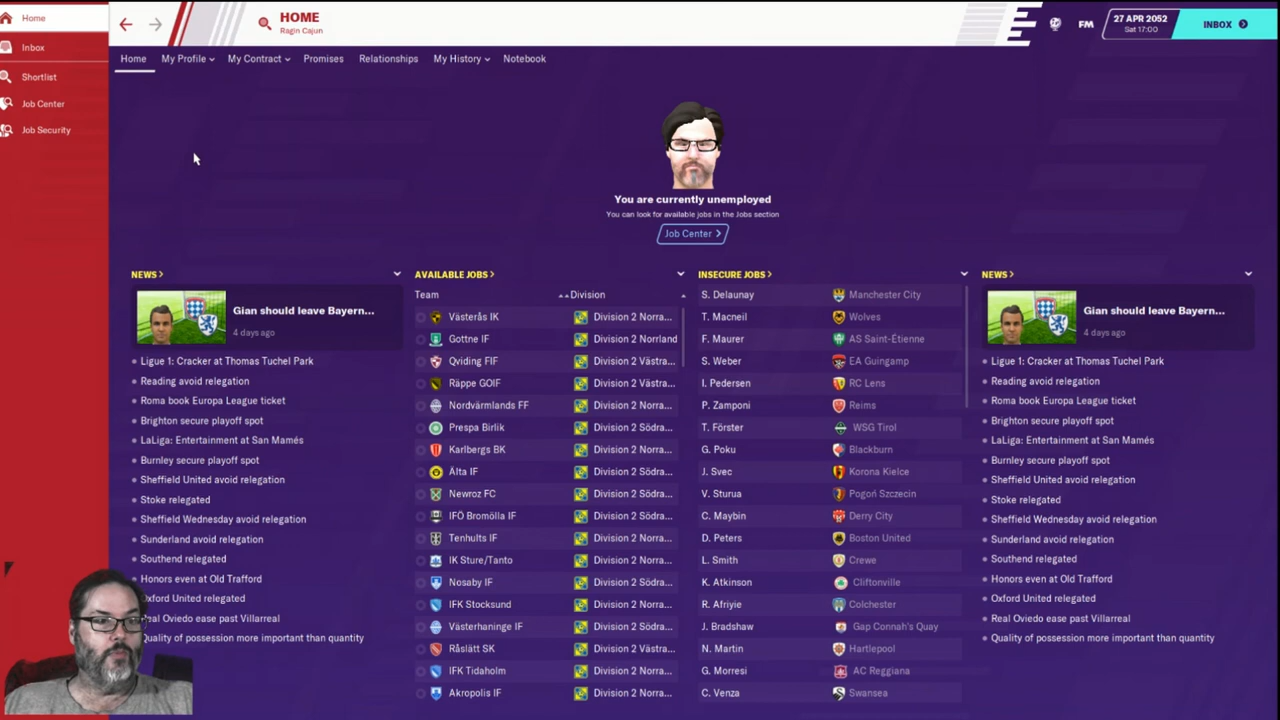 Home
Inbox
Shortlist
Job Center
Job Security
HOME
Ragin Cajun
FM
27 APR 2052
Sat 17:00
INBOX
Home
My Profile
My Contract
Promises
Relationships
My History
Notebook
You are currently unemployed
You can look for available jobs in the Jobs section
Job Center
NEWS
Gian should leave Bayern...
4 days ago
Ligue 1: Cracker at Thomas Tuchel Park
Reading avoid relegation
Roma book Europa League ticket
Brighton secure playoff spot
LaLiga: Entertainment at San Mamés
Burnley secure playoff spot
Sheffield United avoid relegation
Stoke relegated
Sheffield Wednesday avoid relegation
Sunderland avoid relegation
Southend relegated
Honors even at Old Trafford
Oxford United relegated
Real Oviedo ease past Villarreal
Quality of possession more important than quantity
AVAILABLE JOBS
Team Division
Västerås IK Division 2 Norra...
Gottne IF Division 2 Norrland
Qviding FIF Division 2 Västra...
Räppe GOIF Division 2 Västra...
Nordvärmlands FF Division 2 Norra...
Prespa Birlik Division 2 Södra...
Karlbergs BK Division 2 Norra...
Älta IF Division 2 Södra...
Newroz FC Division 2 Södra...
IFÖ Bromölla IF Division 2 Södra...
Tenhults IF Division 2 Norra...
IK Sture/Tanto Division 2 Norra...
Nosaby IF Division 2 Södra...
IFK Stocksund Division 2 Norra...
Västerhaninge IF Division 2 Södra...
Råslätt SK Division 2 Västra...
IFK Tidaholm Division 2 Norra...
Akropolis IF Division 2 Norra...
INSECURE JOBS
S. Delaunay Manchester City
T. Macneil Wolves
F. Maurer AS Saint-Étienne
S. Weber EA Guingamp
I. Pedersen RC Lens
P. Zamponi Reims
T. Förster WSG Tirol
G. Poku Blackburn
J. Svec Korona Kielce
V. Sturua Pogoń Szczecin
C. Maybin Derry City
D. Peters Boston United
L. Smith Crewe
K. Atkinson Cliftonville
R. Afriyie Colchester
J. Bradshaw Gap Connah's Quay
N. Martin Hartlepool
G. Morresi AC Reggiana
C. Venza Swansea
NEWS
Gian should leave Bayern...
4 days ago
Ligue 1: Cracker at Thomas Tuchel Park
Reading avoid relegation
Roma book Europa League ticket
Brighton secure playoff spot
LaLiga: Entertainment at San Mamés
Burnley secure playoff spot
Sheffield United avoid relegation
Stoke relegated
Sheffield Wednesday avoid relegation
Sunderland avoid relegation
Southend relegated
Honors even at Old Trafford
Oxford United relegated
Real Oviedo ease past Villarreal
Quality of possession more important than quantity